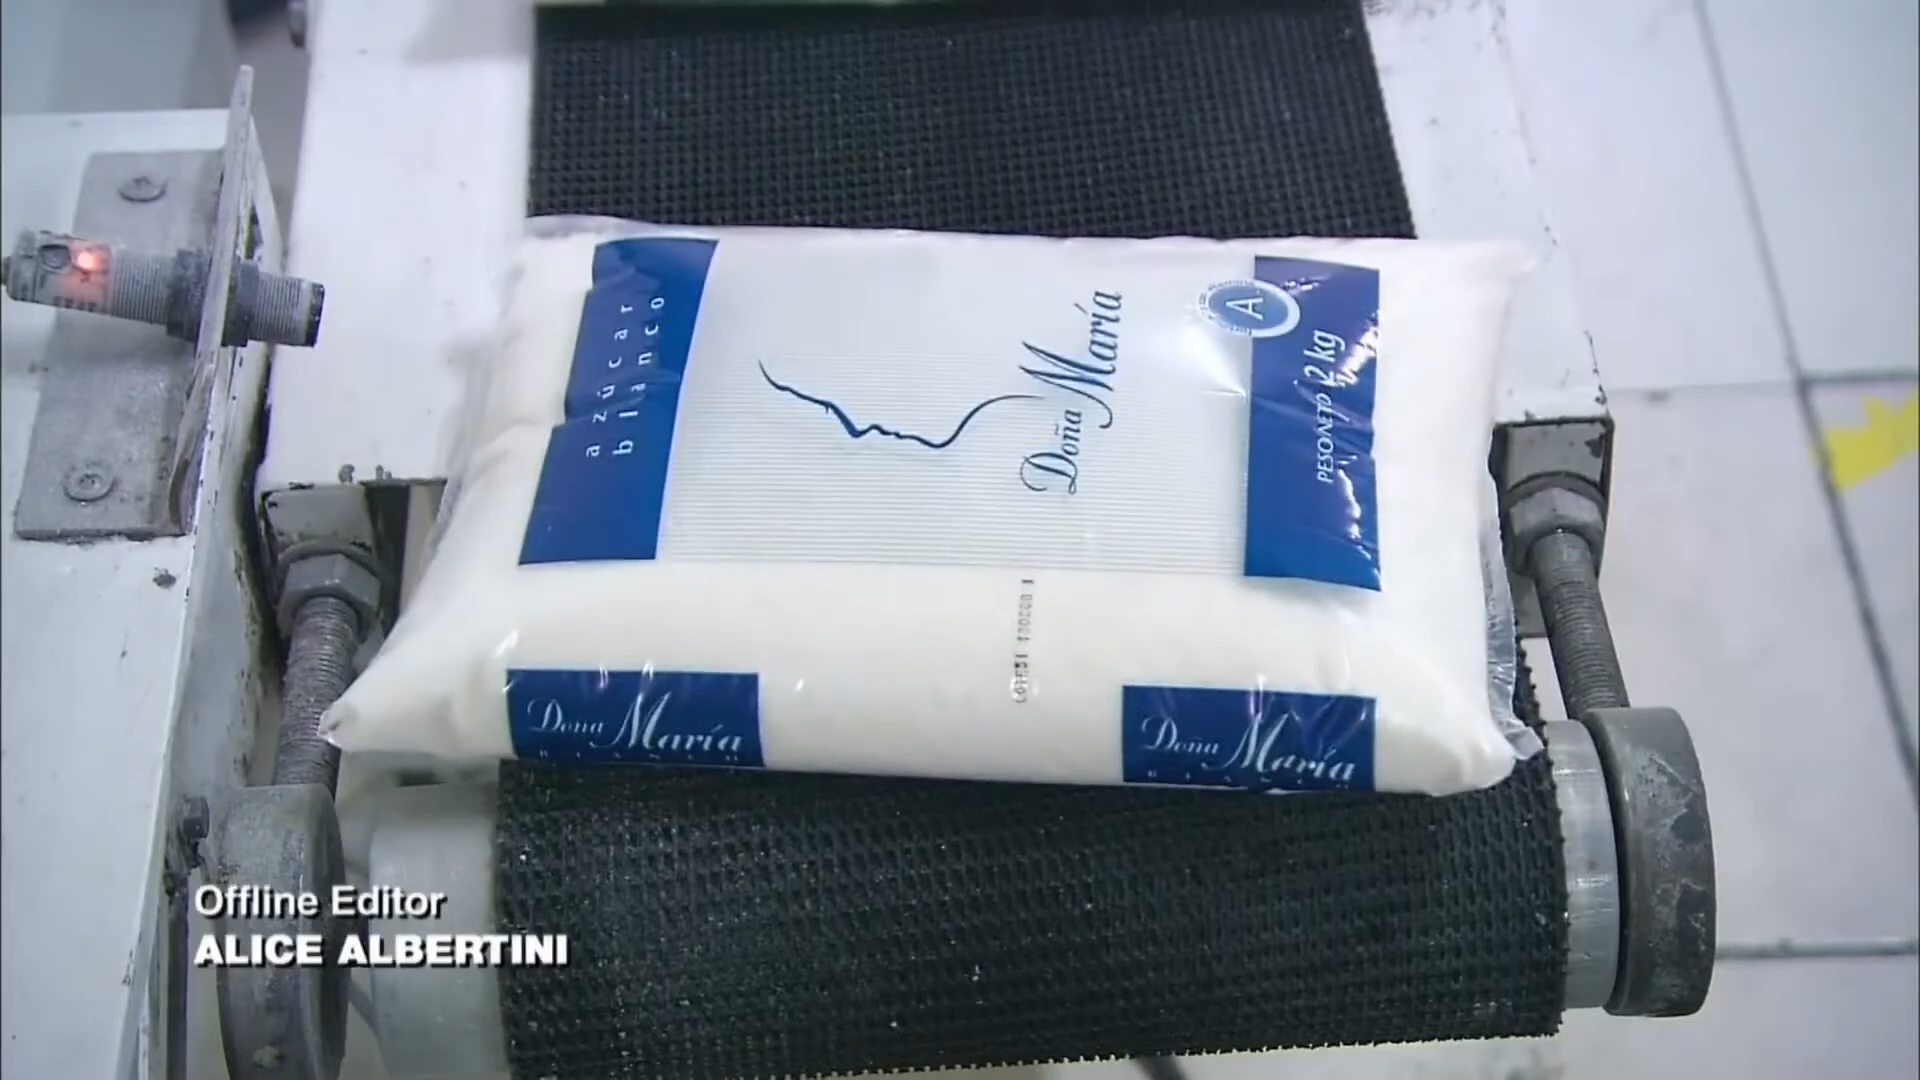 azúcar
blanco
Doña María
A
PESO NETO 2 kg
Doña María
Doña María
Offline Editor
ALICE ALBERTINI